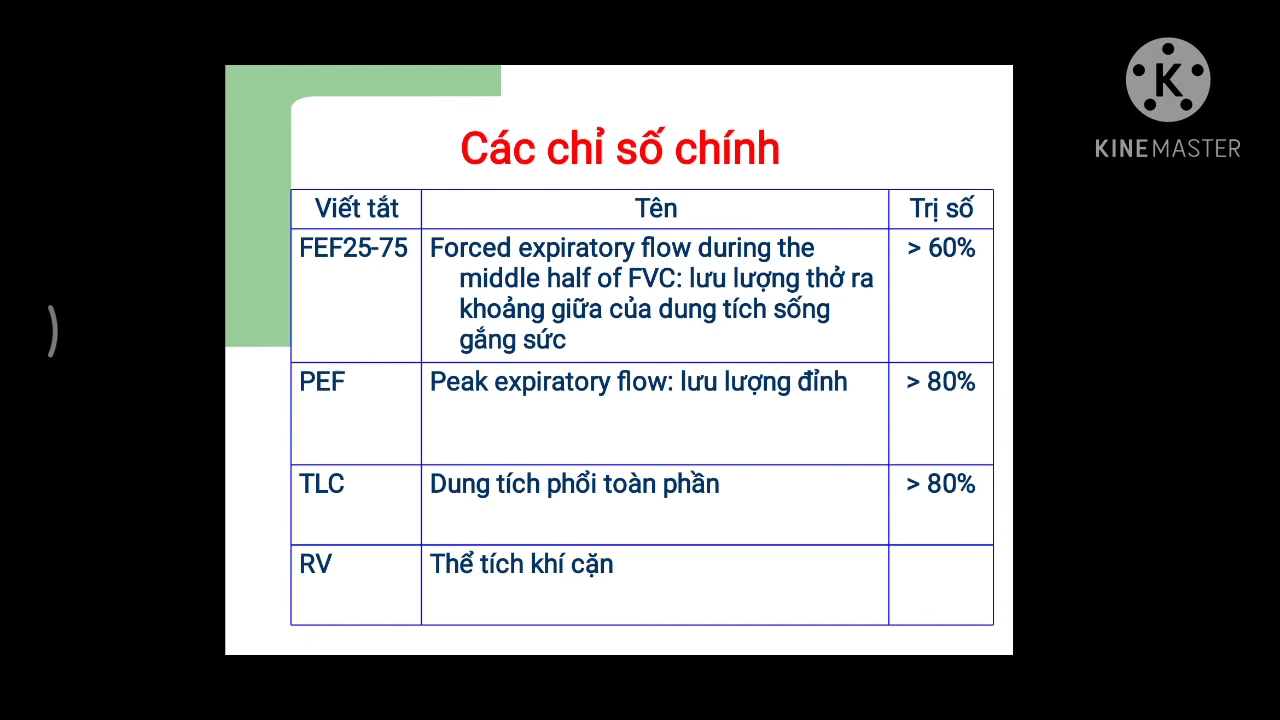 Các chỉ số chính
Viết tắt
Tên
Trị số
FEF25-75
Forced expiratory flow during the
middle half of FVC: lưu lượng thở ra
khoảng giữa của dung tích sống
gắng sức
> 60%
PEF
Peak expiratory flow: lưu lượng đỉnh
> 80%
TLC
Dung tích phổi toàn phần
> 80%
RV
Thể tích khí cặn
K
KINEMASTER